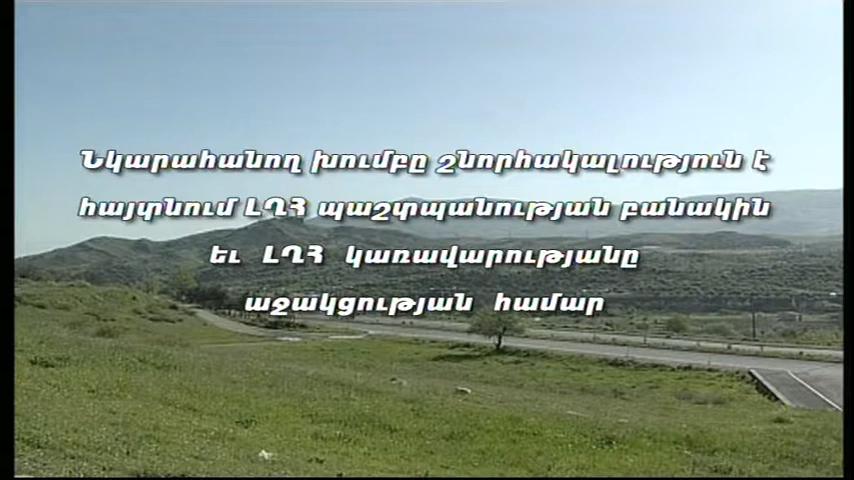 Նկարահանող խումբը շնորհակալություն է
հայտնում ԼՂՀ պաշտպանության բանակին
եւ ԼՂՀ կառավարությանը
աջակցության համար